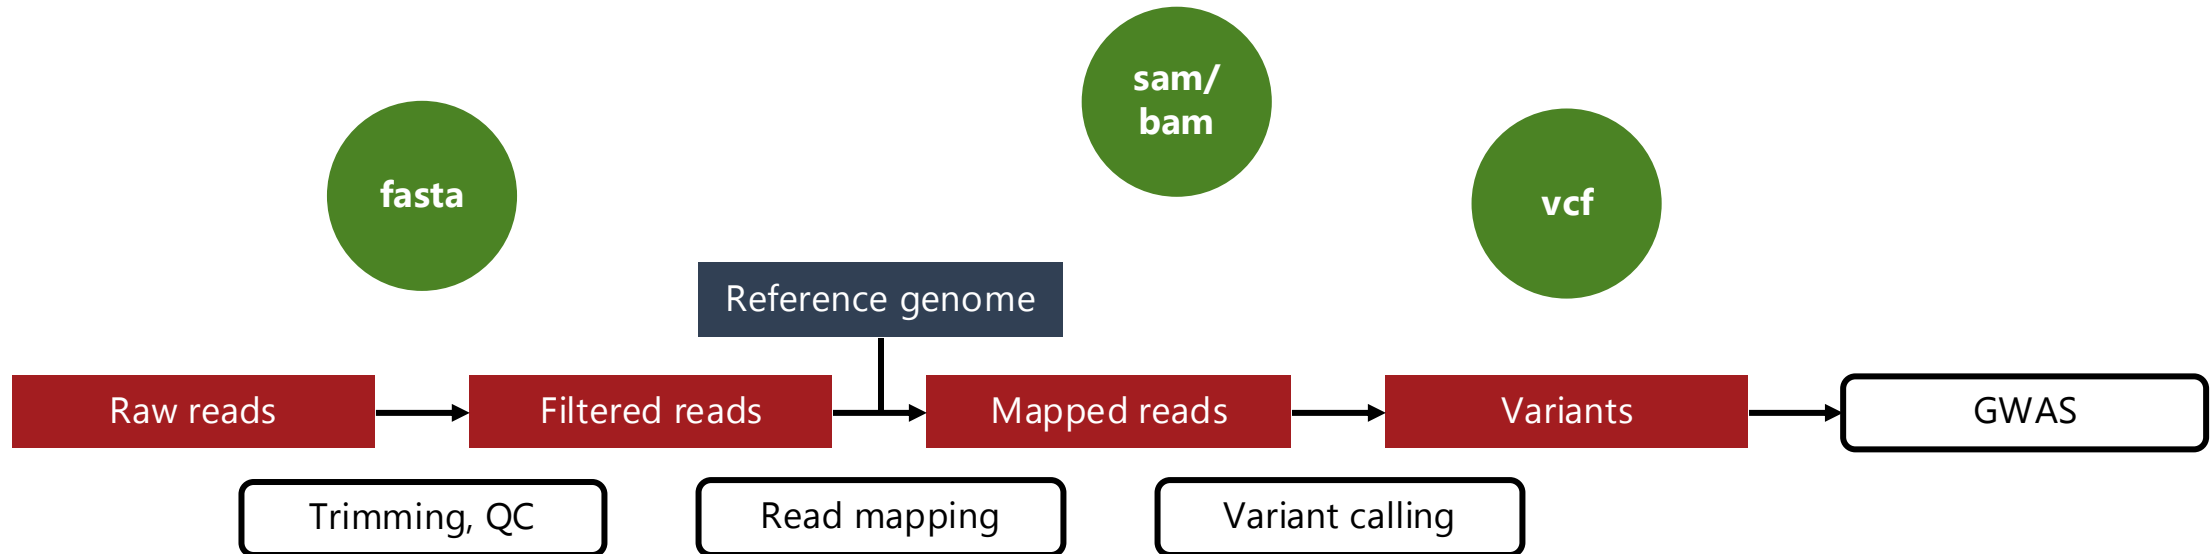 sam/
bam
fasta
vcf
Reference genome
Raw reads
Filtered reads
Mapped reads
Variants
GWAS
Trimming, QC
Read mapping
Variant calling